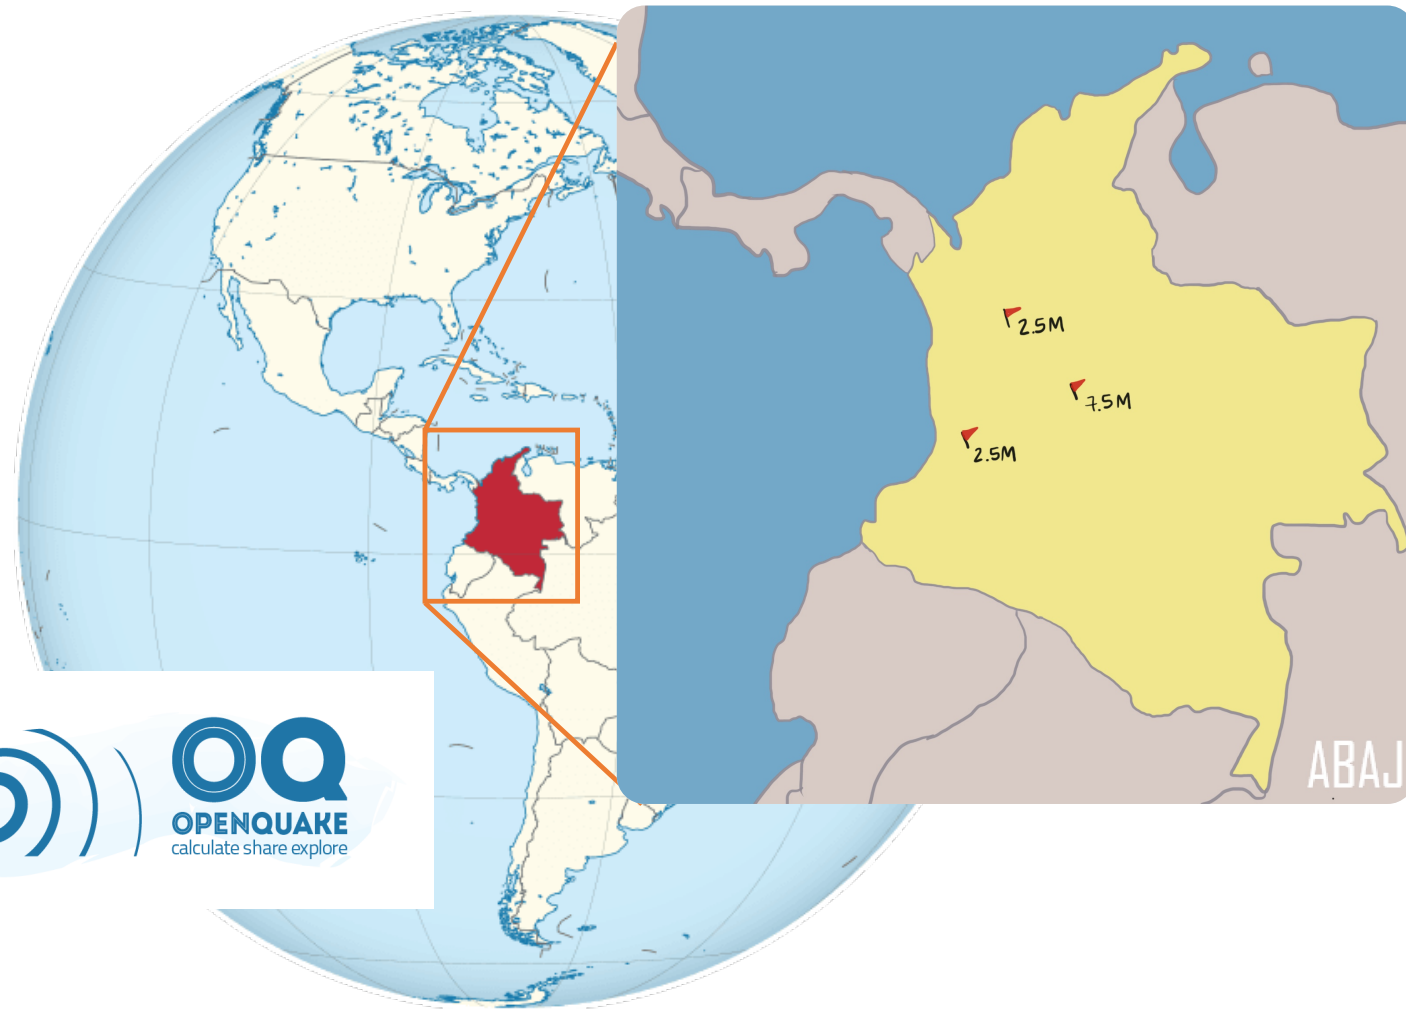 2.5M
7.5M
2.5M
ABAJ
OQ
OPENQUAKE
calculate share explore